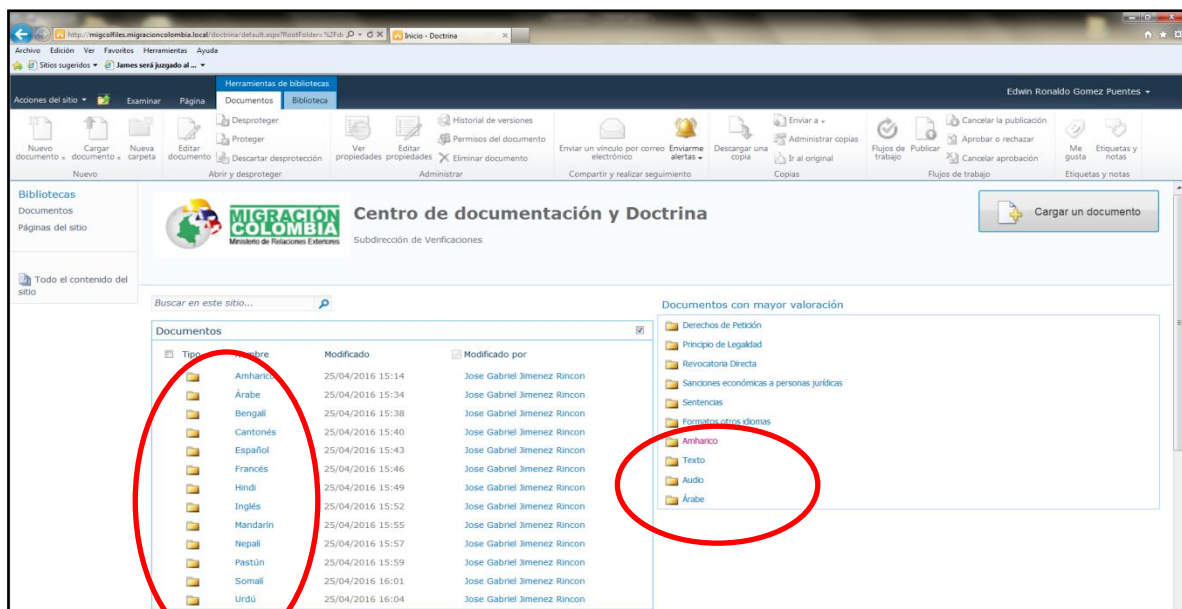 http://migcolfiles.migracioncolombia.local/doctrina/default.aspx?RootFolder=%2Fdo
Inicio - Doctrina
Archivo Edición Ver Favoritos Herramientas Ayuda
Sitios sugeridos James será juzgado al ...
Herramientas de bibliotecas
Acciones del sitio Examinar Página Documentos Biblioteca
Edwin Ronaldo Gomez Puentes
Nuevo documento
Cargar documento
Nueva carpeta
Nuevo
Editar documento
Desproteger
Proteger
Descartar desprotección
Abrir y desproteger
Ver propiedades
Editar propiedades
Historial de versiones
Permisos del documento
Eliminar documento
Administrar
Enviar un vínculo por correo electrónico
Enviarme alertas
Compartir y realizar seguimiento
Descargar una copia
Enviar a
Administrar copias
Ir al original
Copias
Flujos de trabajo
Publicar
Cancelar la publicación
Aprobar o rechazar
Cancelar aprobación
Flujos de trabajo
Me gusta
Etiquetas y notas
Etiquetas y notas
Bibliotecas
Documentos
Páginas del sitio
Todo el contenido del
sitio
MIGRACIÓN
COLOMBIA
Ministerio de Relaciones Exteriores
Centro de documentación y Doctrina
Subdirección de Verificaciones
Cargar un documento
Buscar en este sitio...
Documentos
Tipo Nombre Modificado Modificado por
Amharico 25/04/2016 15:14 Jose Gabriel Jimenez Rincon
Árabe 25/04/2016 15:34 Jose Gabriel Jimenez Rincon
Bengalí 25/04/2016 15:38 Jose Gabriel Jimenez Rincon
Cantonés 25/04/2016 15:40 Jose Gabriel Jimenez Rincon
Español 25/04/2016 15:43 Jose Gabriel Jimenez Rincon
Francés 25/04/2016 15:46 Jose Gabriel Jimenez Rincon
Hindi 25/04/2016 15:49 Jose Gabriel Jimenez Rincon
Inglés 25/04/2016 15:52 Jose Gabriel Jimenez Rincon
Mandarín 25/04/2016 15:55 Jose Gabriel Jimenez Rincon
Nepalí 25/04/2016 15:57 Jose Gabriel Jimenez Rincon
Pastún 25/04/2016 15:59 Jose Gabriel Jimenez Rincon
Somalí 25/04/2016 16:01 Jose Gabriel Jimenez Rincon
Urdú 25/04/2016 16:04 Jose Gabriel Jimenez Rincon
Documentos con mayor valoración
Derechos de Petición
Principio de Legalidad
Revocatoria Directa
Sanciones económicas a personas jurídicas
Sentencias
Formatos otros idiomas
Amharico
Texto
Audio
Árabe